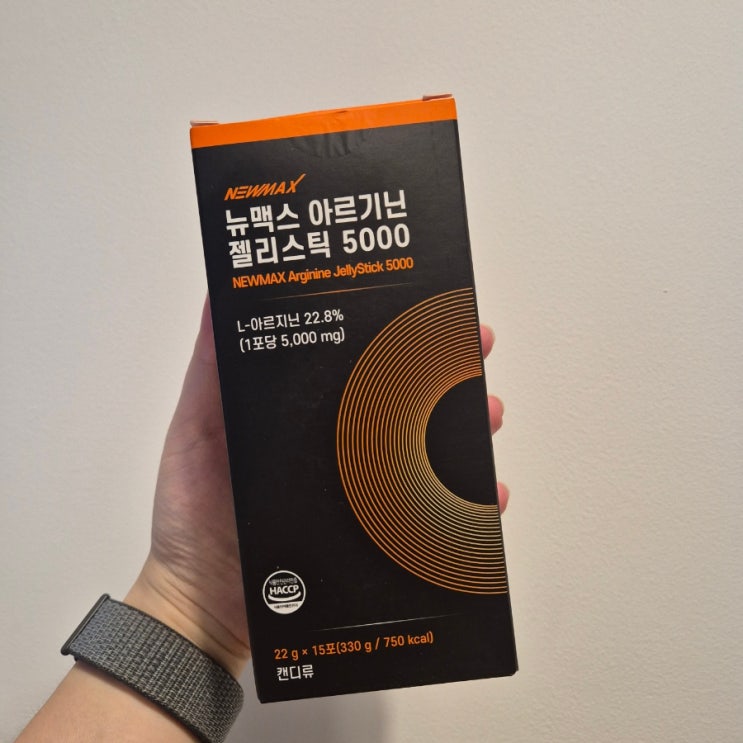 NEWMAX
뉴맥스 아르기닌
젤리스틱 5000
NEWMAX Arginine JellyStick 5000
L-아르지닌 22.8%
(1포당 5,000 mg)
HACCP
22 g × 15포(330 g / 750 kcal)
캔디류